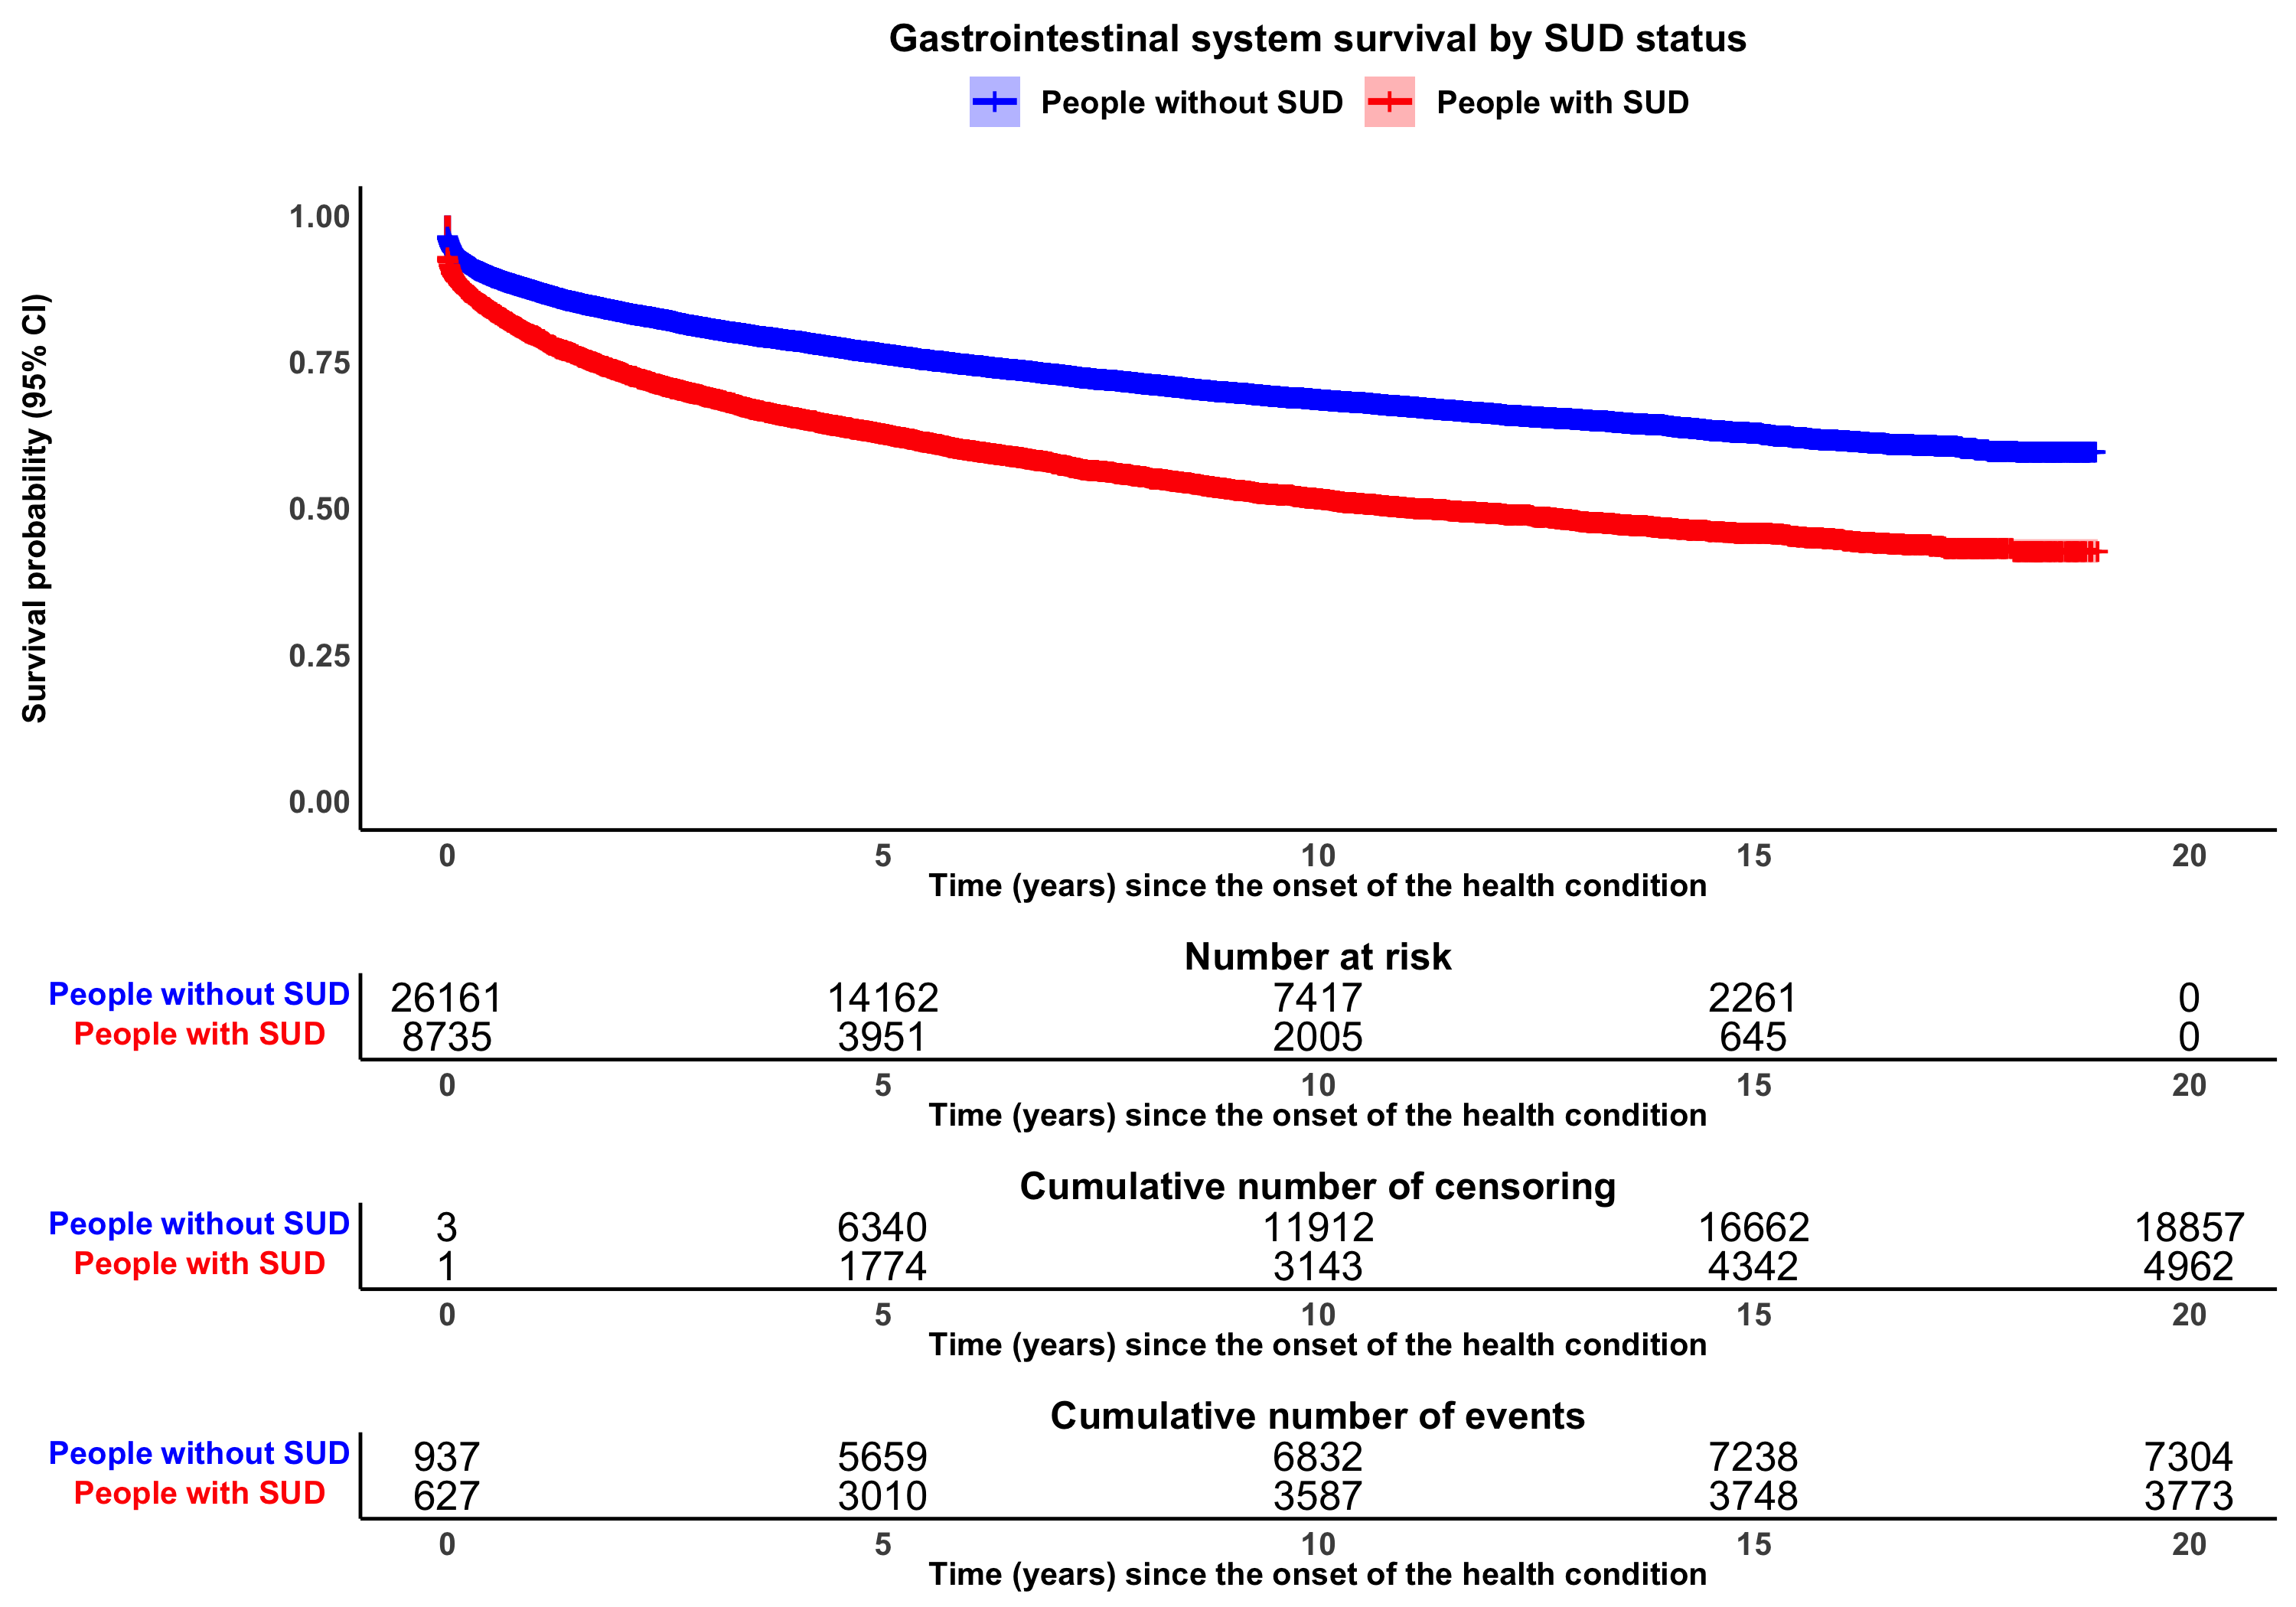 Gastrointestinal system survival by SUD status
People without SUD People with SUD
Survival probability (95% CI)
1.00
0.75
0.50
0.25
0.00
0 5 10 15 20
Time (years) since the onset of the health condition
Number at risk
People without SUD 26161 14162 7417 2261 0
People with SUD 8735 3951 2005 645 0
0 5 10 15 20
Time (years) since the onset of the health condition
Cumulative number of censoring
People without SUD 3 6340 11912 16662 18857
People with SUD 1 1774 3143 4342 4962
0 5 10 15 20
Time (years) since the onset of the health condition
Cumulative number of events
People without SUD 937 5659 6832 7238 7304
People with SUD 627 3010 3587 3748 3773
0 5 10 15 20
Time (years) since the onset of the health condition